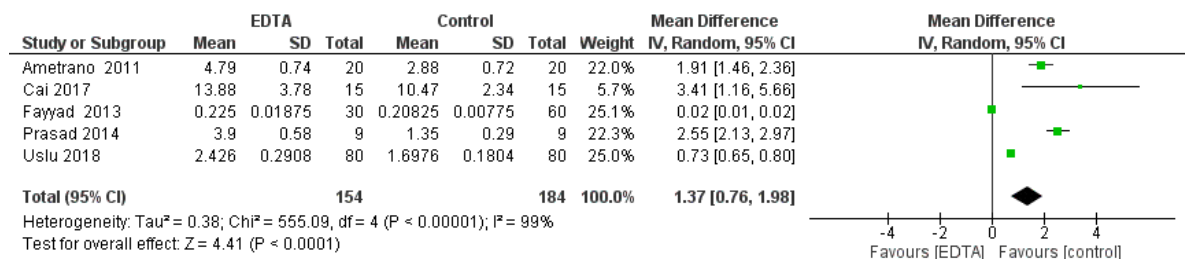 EDTA Control Mean Difference Mean Difference
Study or Subgroup Mean SD Total Mean SD Total Weight IV, Random, 95% CI IV, Random, 95% CI
Ametrano 2011 4.79 0.74 20 2.88 0.72 20 22.0% 1.91 [1.46, 2.36]
Cai 2017 13.88 3.78 15 10.47 2.34 15 5.7% 3.41 [1.16, 5.66]
Fayyad 2013 0.225 0.01875 30 0.20825 0.00775 60 25.1% 0.02 [0.01, 0.02]
Prasad 2014 3.9 0.58 9 1.35 0.29 9 22.3% 2.55 [2.13, 2.97]
Uslu 2018 2.426 0.2908 80 1.6976 0.1804 80 25.0% 0.73 [0.65, 0.80]
Total (95% CI) 154 184 100.0% 1.37 [0.76, 1.98]
Heterogeneity: Tau² = 0.38; Chi² = 555.09, df = 4 (P < 0.00001); I² = 99%
Test for overall effect: Z = 4.41 (P < 0.0001)
-4 -2 0 2 4
Favours [EDTA] Favours [control]